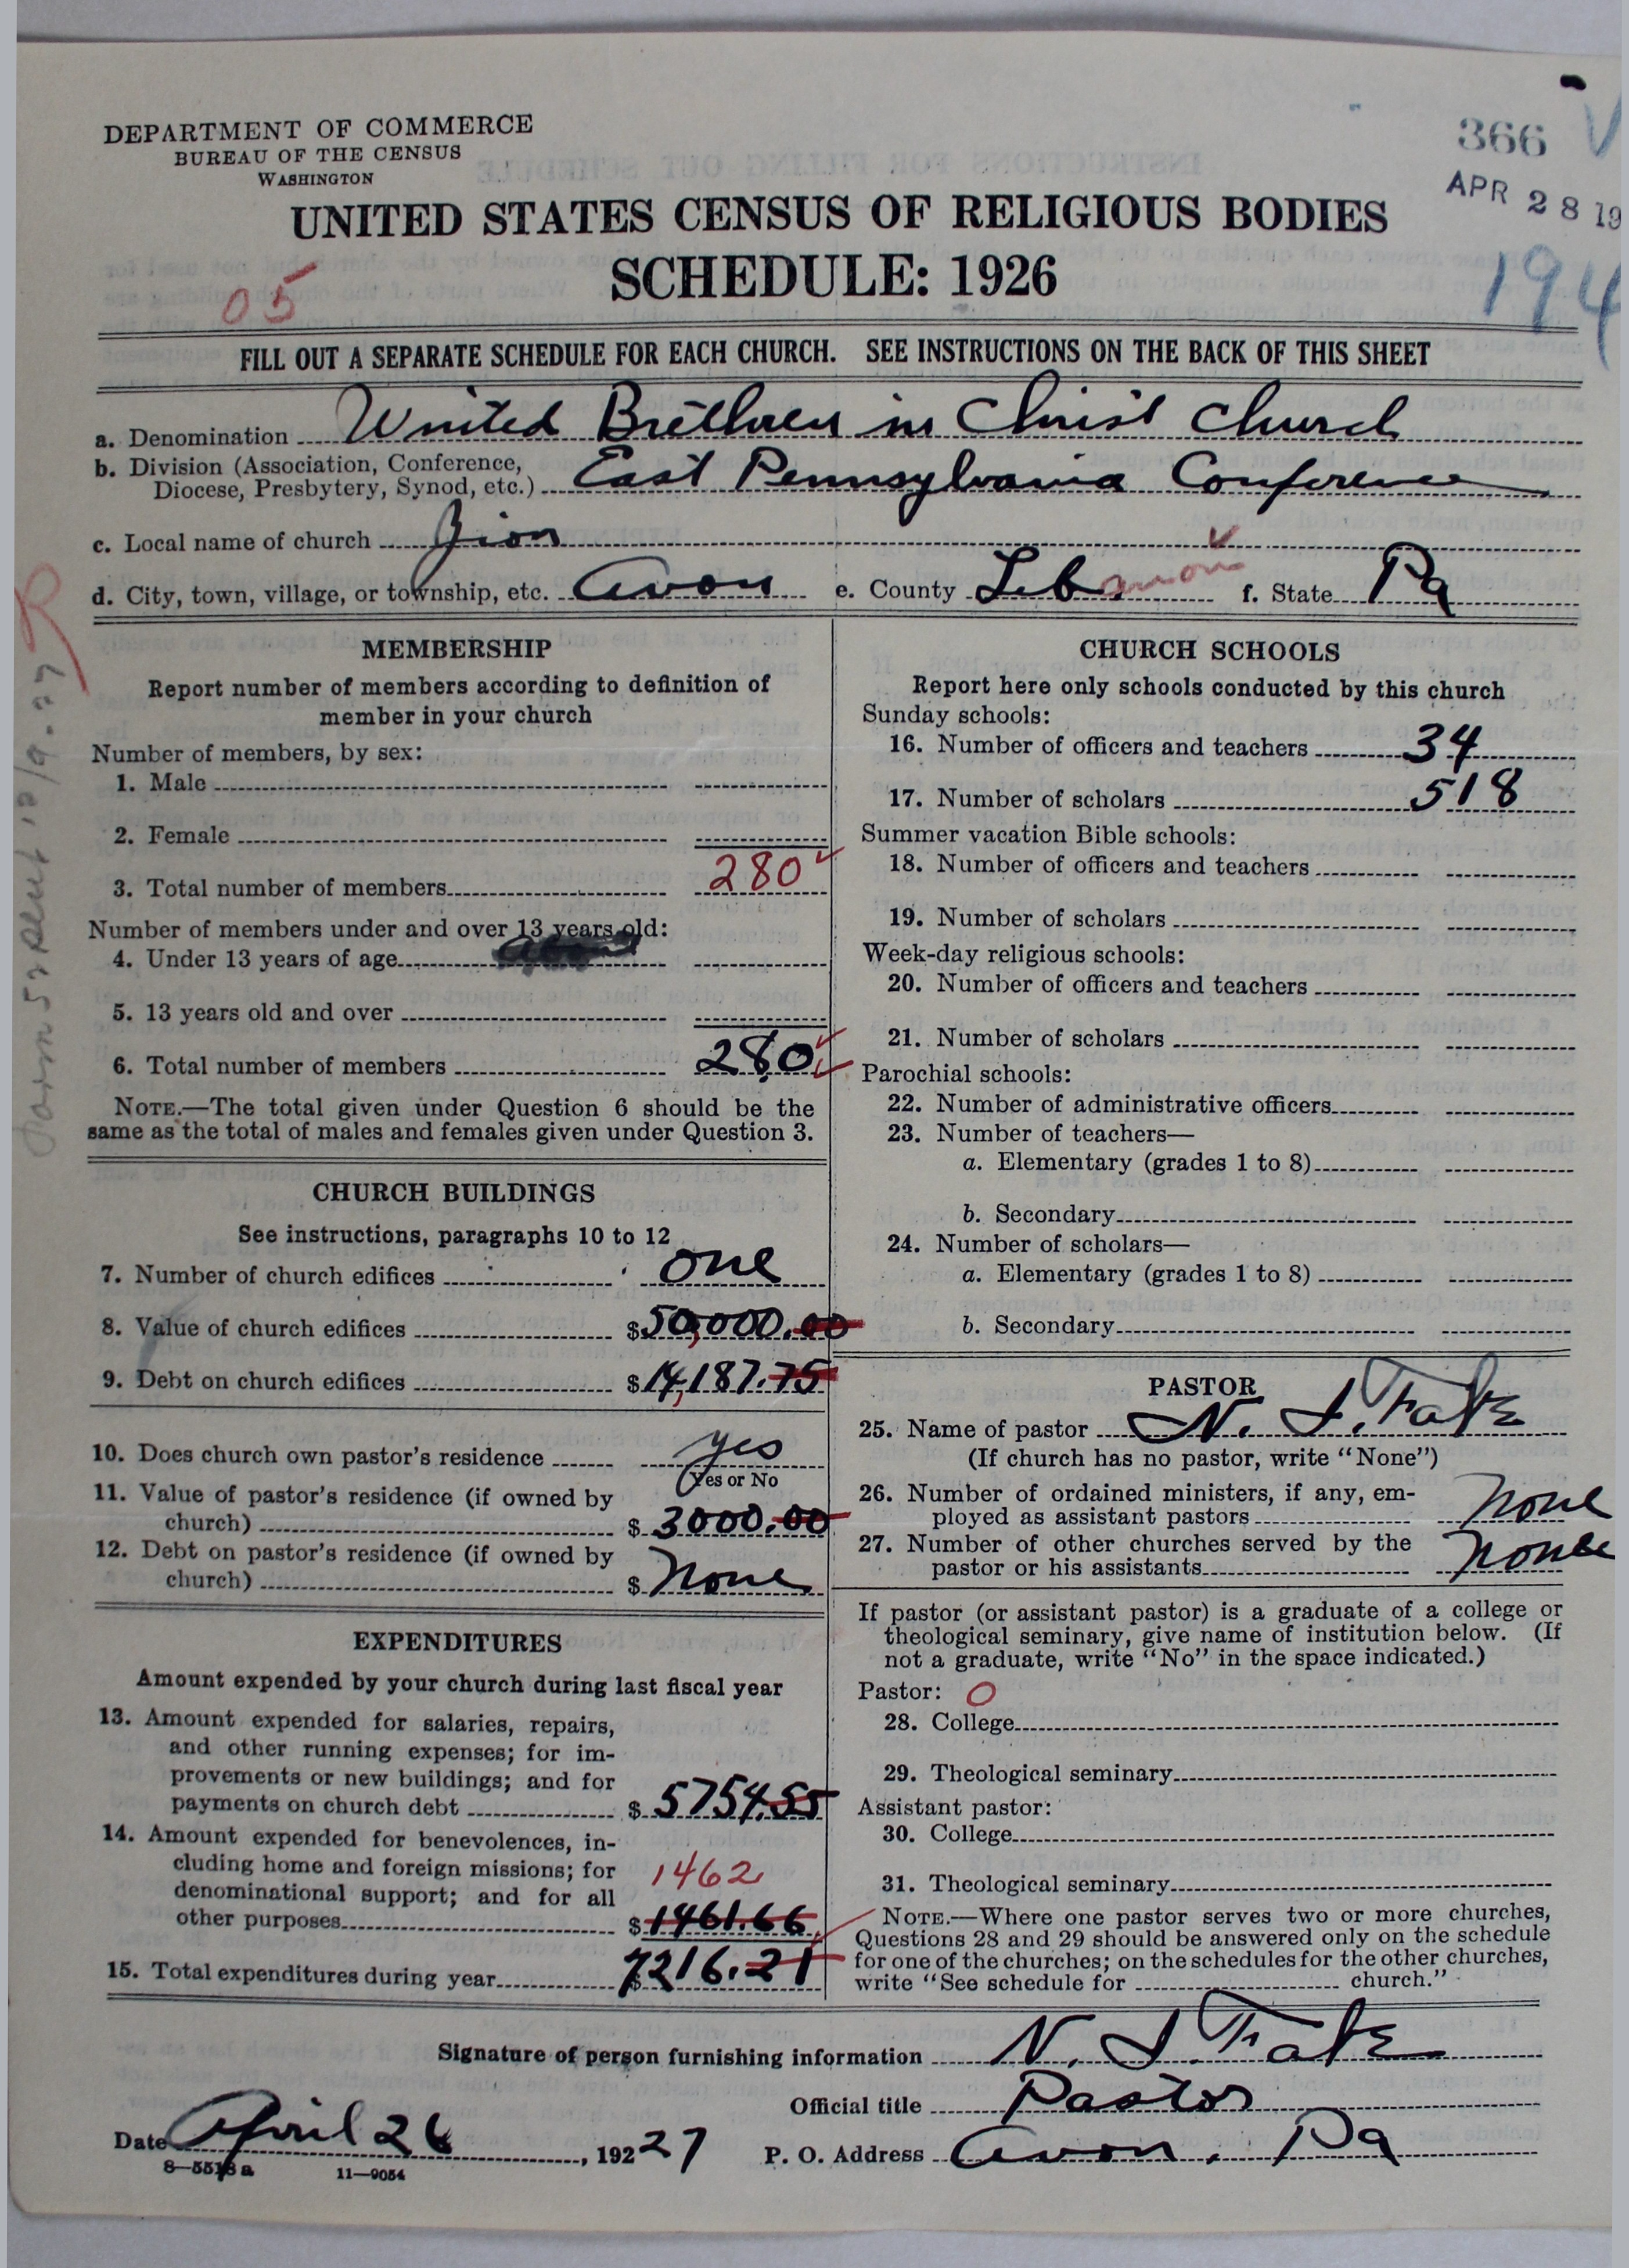 366 V
APR 28 19
194
DEPARTMENT OF COMMERCE
BUREAU OF THE CENSUS
WASHINGTON
UNITED STATES CENSUS OF RELIGIOUS BODIES
SCHEDULE: 1926
05
FILL OUT A SEPARATE SCHEDULE FOR EACH CHURCH. SEE INSTRUCTIONS ON THE BACK OF THIS SHEET
a. Denomination United Brethren in Christ Church
b. Division (Association, Conference,
Diocese, Presbytery, Synod, etc.) East Pennsylvania Conference
c. Local name of church Zion
d. City, town, village, or township, etc. Avon e. County Leb. anon f. State Pa
R
MEMBERSHIP
Report number of members according to definition of
member in your church
Number of members, by sex:
1. Male
2. Female
3. Total number of members 280
Number of members under and over 13 years old:
4. Under 13 years of age
5. 13 years old and over
6. Total number of members 280
NOTE.—The total given under Question 6 should be the
same as the total of males and females given under Question 3.
CHURCH BUILDINGS
See instructions, paragraphs 10 to 12
7. Number of church edifices one
8. Value of church edifices $50,000.00
9. Debt on church edifices $14,187.75
10. Does church own pastor's residence yes
(Yes or No
11. Value of pastor's residence (if owned by
church) $ 3000.00
12. Debt on pastor's residence (if owned by
church) $ None
EXPENDITURES
Amount expended by your church during last fiscal year
13. Amount expended for salaries, repairs,
and other running expenses; for im-
provements or new buildings; and for
payments on church debt $ 5754.55
14. Amount expended for benevolences, in-
cluding home and foreign missions; for
denominational support; and for all
1462
other purposes $ 1461.66
15. Total expenditures during year $ 7216.21
CHURCH SCHOOLS
Report here only schools conducted by this church
Sunday schools:
16. Number of officers and teachers 34
17. Number of scholars 518
Summer vacation Bible schools:
18. Number of officers and teachers
19. Number of scholars
Week-day religious schools:
20. Number of officers and teachers
21. Number of scholars
Parochial schools:
22. Number of administrative officers
23. Number of teachers—
a. Elementary (grades 1 to 8)
b. Secondary
24. Number of scholars—
a. Elementary (grades 1 to 8)
b. Secondary
PASTOR
25. Name of pastor N. J.
(If church has no pastor, write "None")
26. Number of ordained ministers, if any, em-
ployed as assistant pastors none
27. Number of other churches served by the
pastor or his assistants none
If pastor (or assistant pastor) is a graduate of a college or
theological seminary, give name of institution below. (If
not a graduate, write "No" in the space indicated.)
Pastor: O
28. College
29. Theological seminary
Assistant pastor:
30. College
31. Theological seminary
NOTE.—Where one pastor serves two or more churches,
Questions 28 and 29 should be answered only on the schedule
for one of the churches; on the schedules for the other churches,
write "See schedule for church."
Signature of person furnishing information N. J.
Official title Pastor
Date April 26, 192 27 P. O. Address Avon, Pa
8—5518 a 11—9054